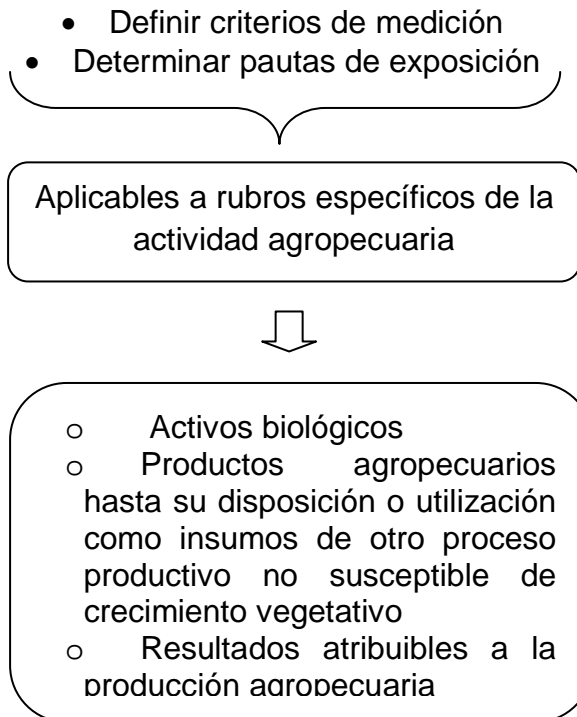 • Definir criterios de medición
• Determinar pautas de exposición
Aplicables a rubros específicos de la
actividad agropecuaria
o Activos biológicos
o Productos agropecuarios
hasta su disposición o utilización
como insumos de otro proceso
productivo no susceptible de
crecimiento vegetativo
o Resultados atribuibles a la
producción agropecuaria